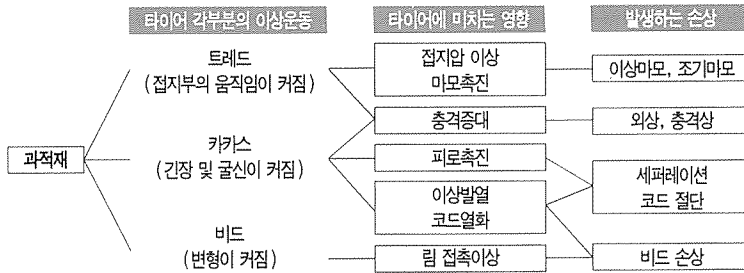 타이어 각부분의 이상운동
타이어에 미치는 영향
발생하는 손상
과적재
트레드
(접지부의 움직임이 커짐)
카카스
(긴장 및 굴신이 커짐)
비드
(변형이 커짐)
접지압 이상
마모촉진
충격증대
피로촉진
이상발열
코드열화
림 접촉이상
이상마모, 조기마모
외상, 충격상
세퍼레이션
코드 절단
비드 손상